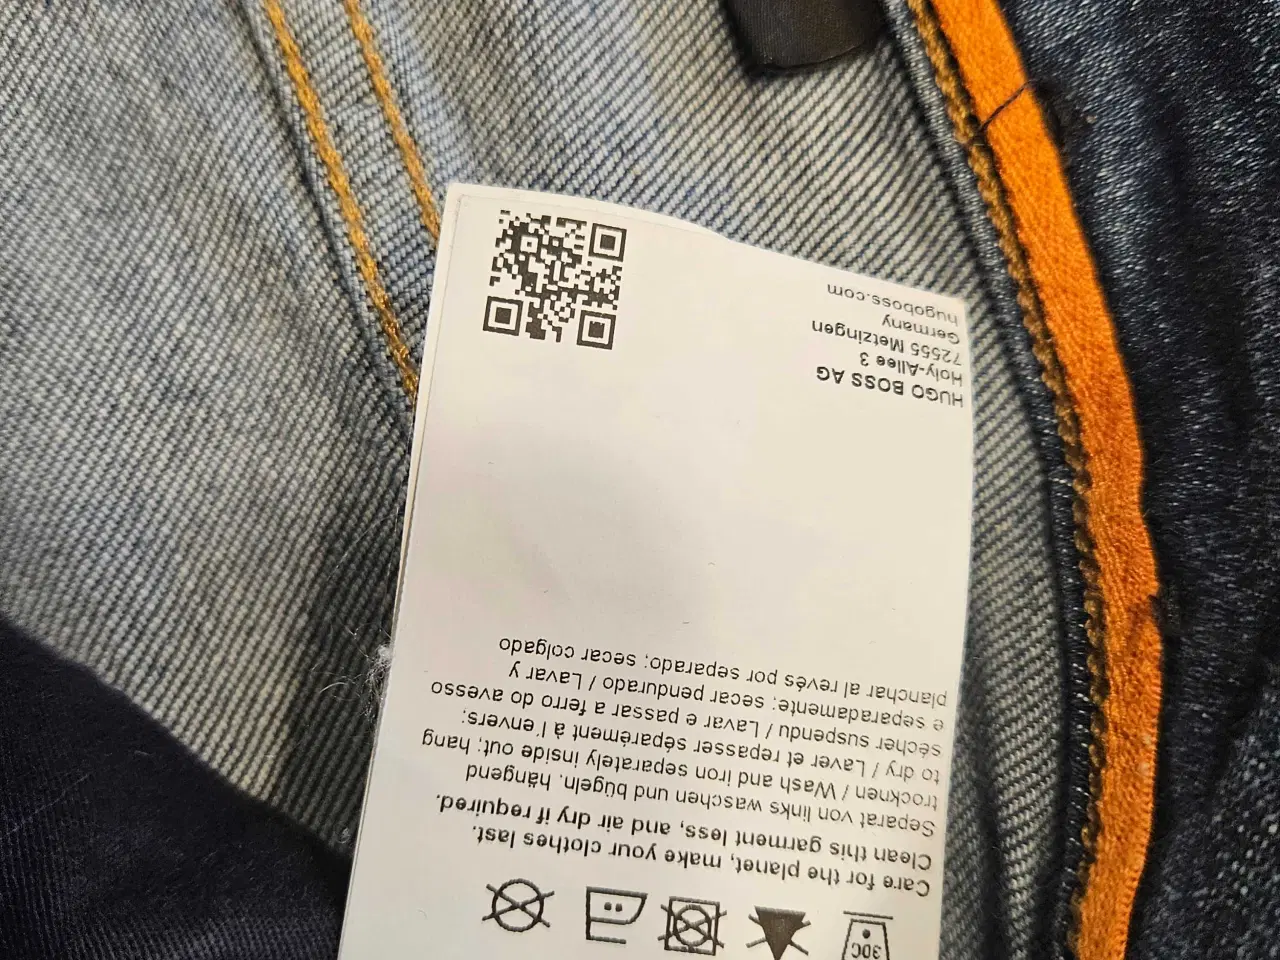 30C
Care for the planet, make your clothes last.
Clean this garment less, and air dry if required.
Separat von links waschen und bügeln. hängend
trocknen / Wash and iron separately inside out; hang
to dry / Laver et repasser séparément à l'envers;
sécher suspendu / Lavar e passar a ferro do avesso
e separadamente; secar pendurado / Lavar y
planchar al revés por separado; secar colgado
HUGO BOSS AG
Holy-Allee 3
72555 Metzingen
Germany
hugoboss.com